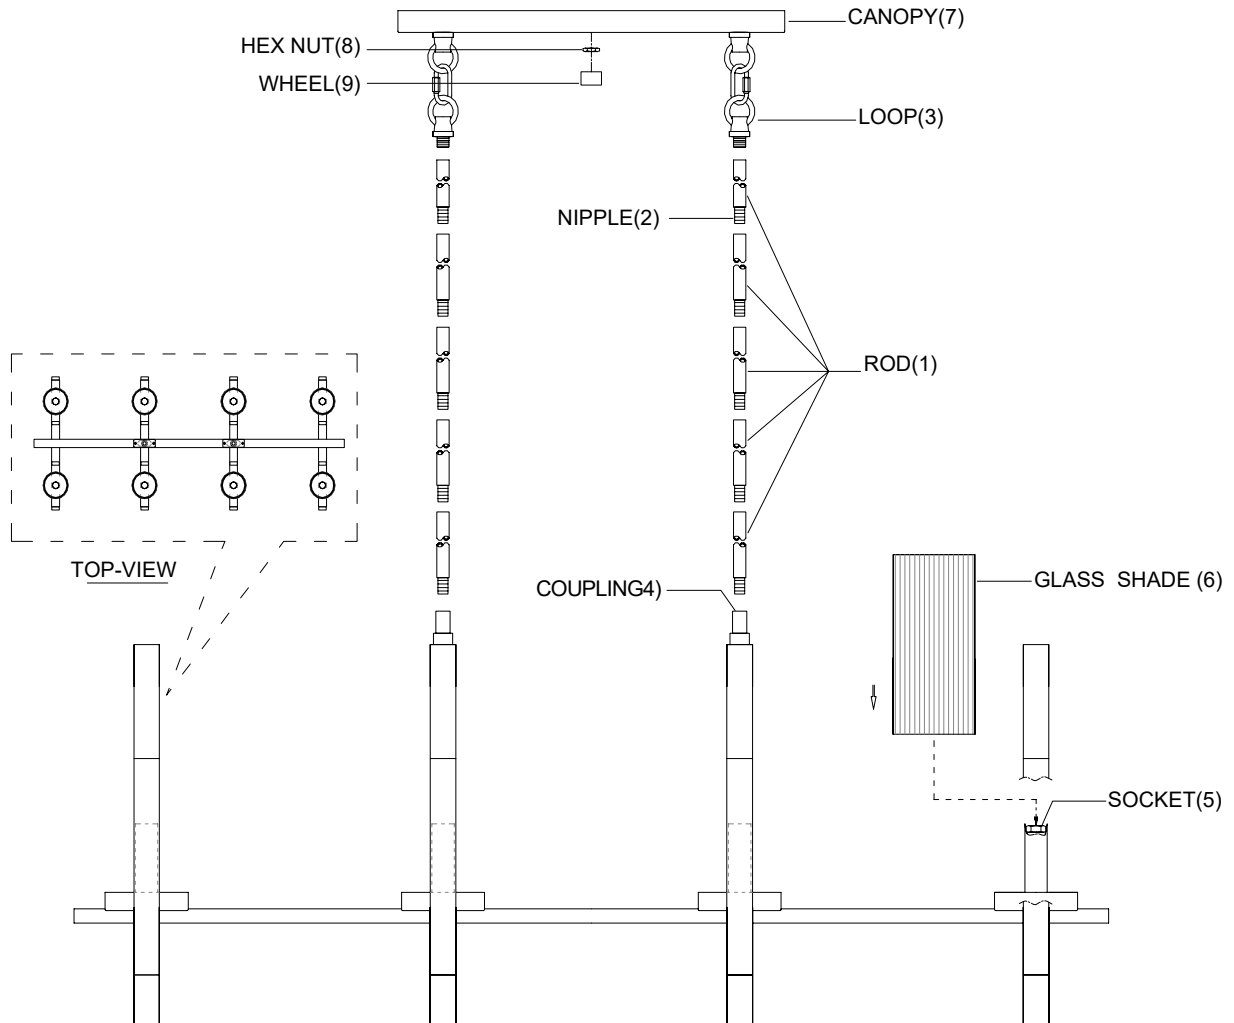 CANOPY(7)
HEX NUT(8)
WHEEL(9)
LOOP(3)
NIPPLE(2)
ROD(1)
TOP-VIEW
COUPLING4)
GLASS SHADE (6)
SOCKET(5)